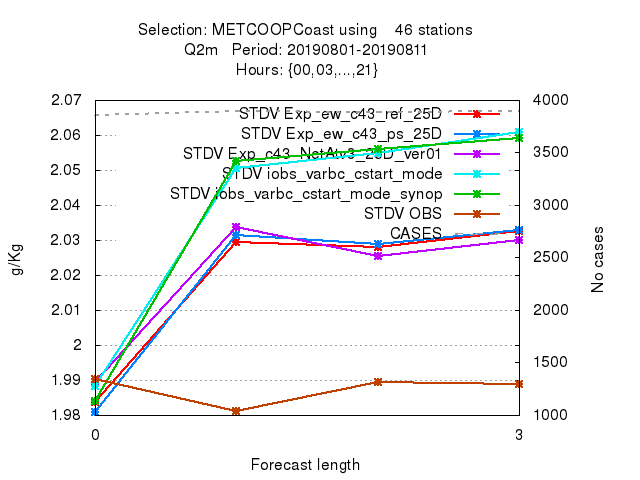 Selection: METCOOPCoast using 46 stations
Q2m Period: 20190801-20190811
Hours: {00,03,...,21}
2.07
2.06
2.05
2.04
2.03
2.02
2.01
2
1.99
1.98
g/Kg
STDV Exp_ew_c43_ref_25D
STDV Exp_ew_c43_ps_25D
STDV Exp_c43_NetAtv3_25D_ver01
STDV iobs_varbc_cstart_mode
STDV iobs_varbc_cstart_mode_synop
STDV OBS
CASES
4000
3500
3000
2500
2000
1500
1000
No cases
0
3
Forecast length